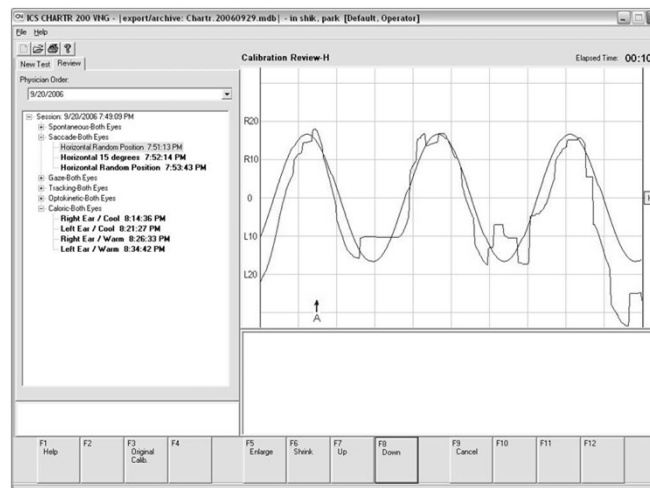 ICS CHARTR 200 VNG - |export/archive: Chartr.20060929.mdb| - in shik, park [Default, Operator]
File Help
New Test Review
Physician Order:
9/20/2006
Session: 9/20/2006 7:49:09 PM
Spontaneous-Both Eyes
Saccade-Both Eyes
Horizontal Random Position 7:51:13 PM
Horizontal 15 degrees 7:52:14 PM
Horizontal Random Position 7:53:43 PM
Gaze-Both Eyes
Tracking-Both Eyes
Optokinetic-Both Eyes
Caloric-Both Eyes
Right Ear / Cool 8:14:36 PM
Left Ear / Cool 8:21:27 PM
Right Ear / Warm 8:26:33 PM
Left Ear / Warm 8:34:42 PM
Calibration Review-H
Elapsed Time: 00:10
R20
R10
0
L10
L20
A
F1 Help
F2
F3 Original Calib.
F4
F5 Enlarge
F6 Shrink
F7 Up
F8 Down
F9 Cancel
F10
F11
F12